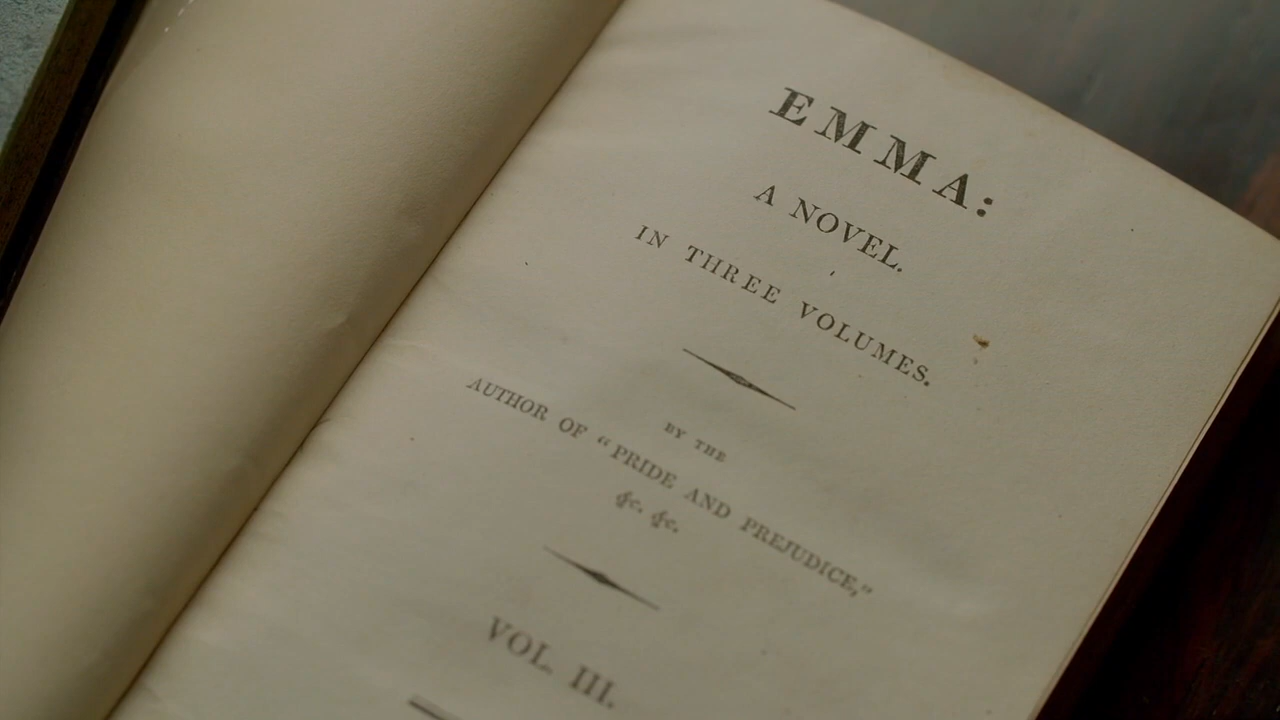 EMMA:
A NOVEL.
IN THREE VOLUMES.
BY THE
AUTHOR OF “PRIDE AND PREJUDICE,”
&c. &c.
VOL. III.